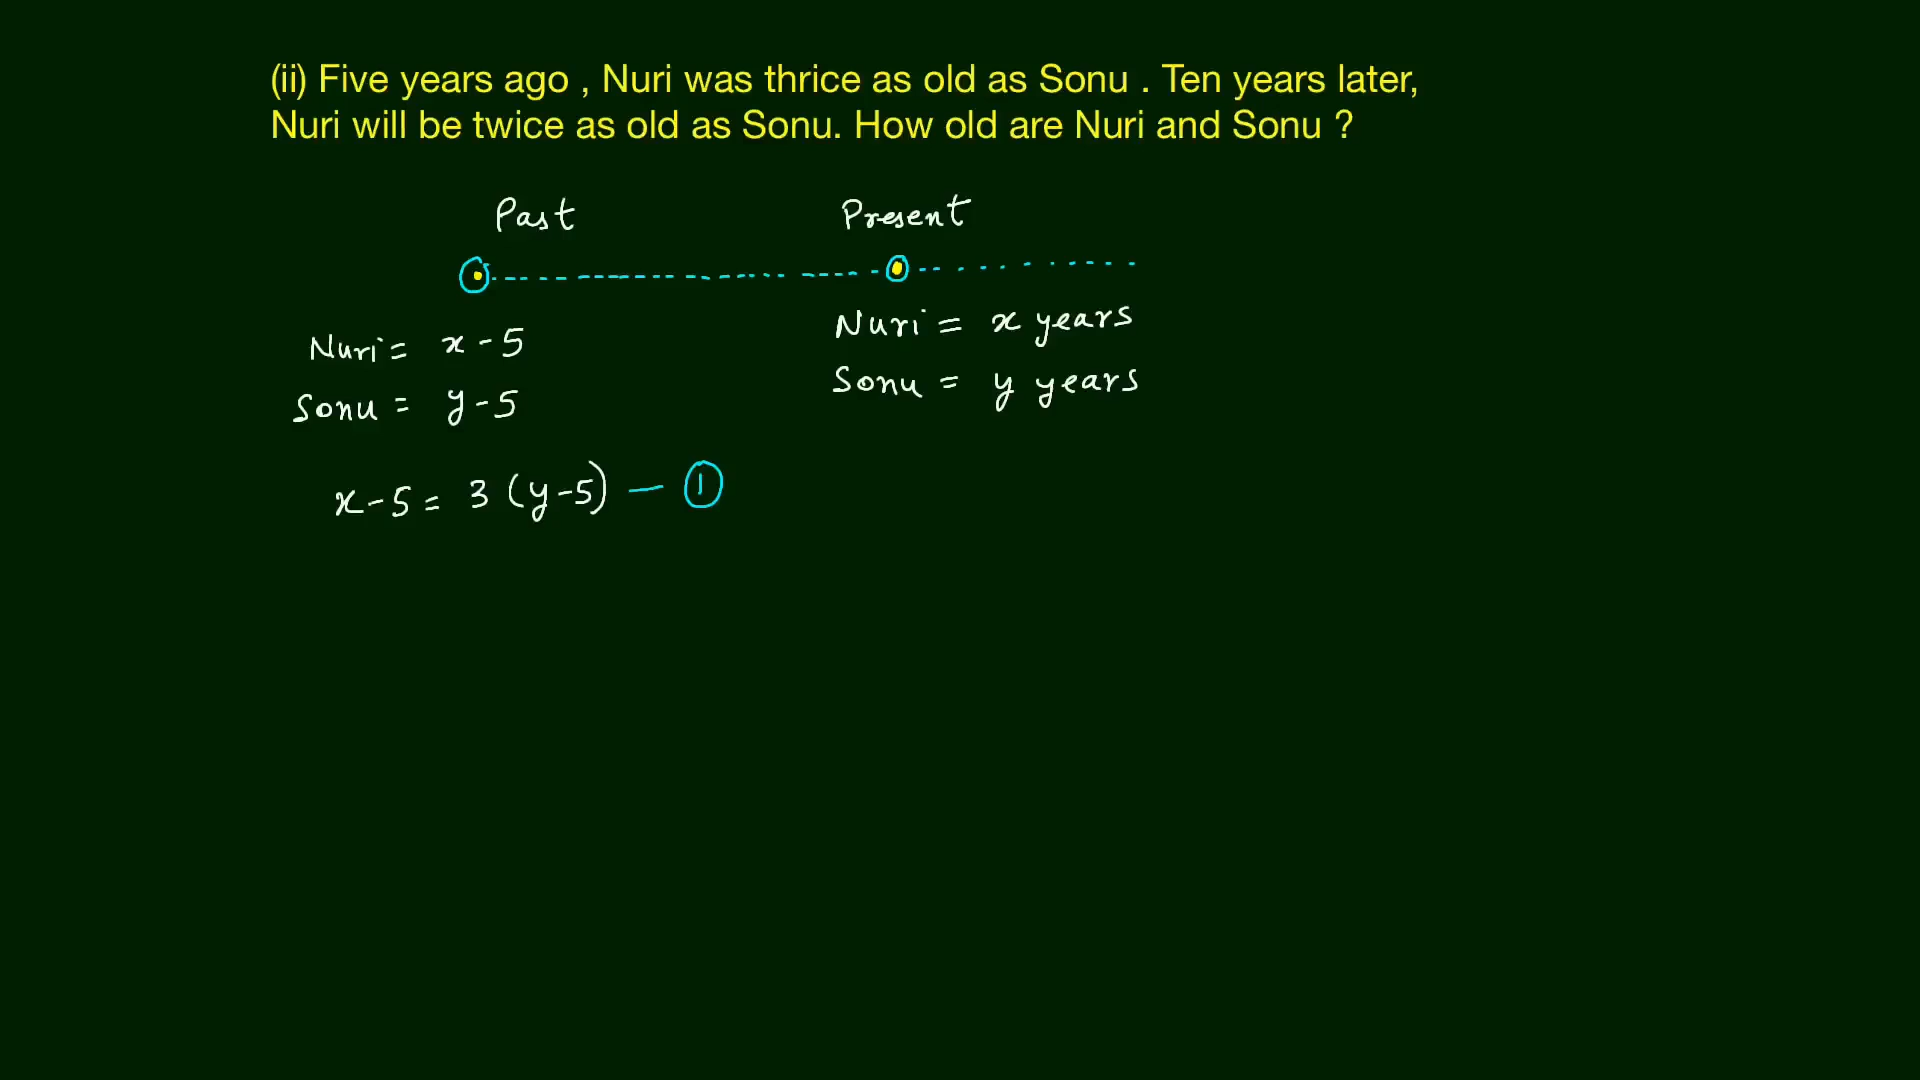 (ii) Five years ago , Nuri was thrice as old as Sonu . Ten years later,
Nuri will be twice as old as Sonu. How old are Nuri and Sonu ?
Past Present
Nuri = x - 5
Sonu = y - 5
Nuri = x years
Sonu = y years
x - 5 = 3 (y - 5) — ①